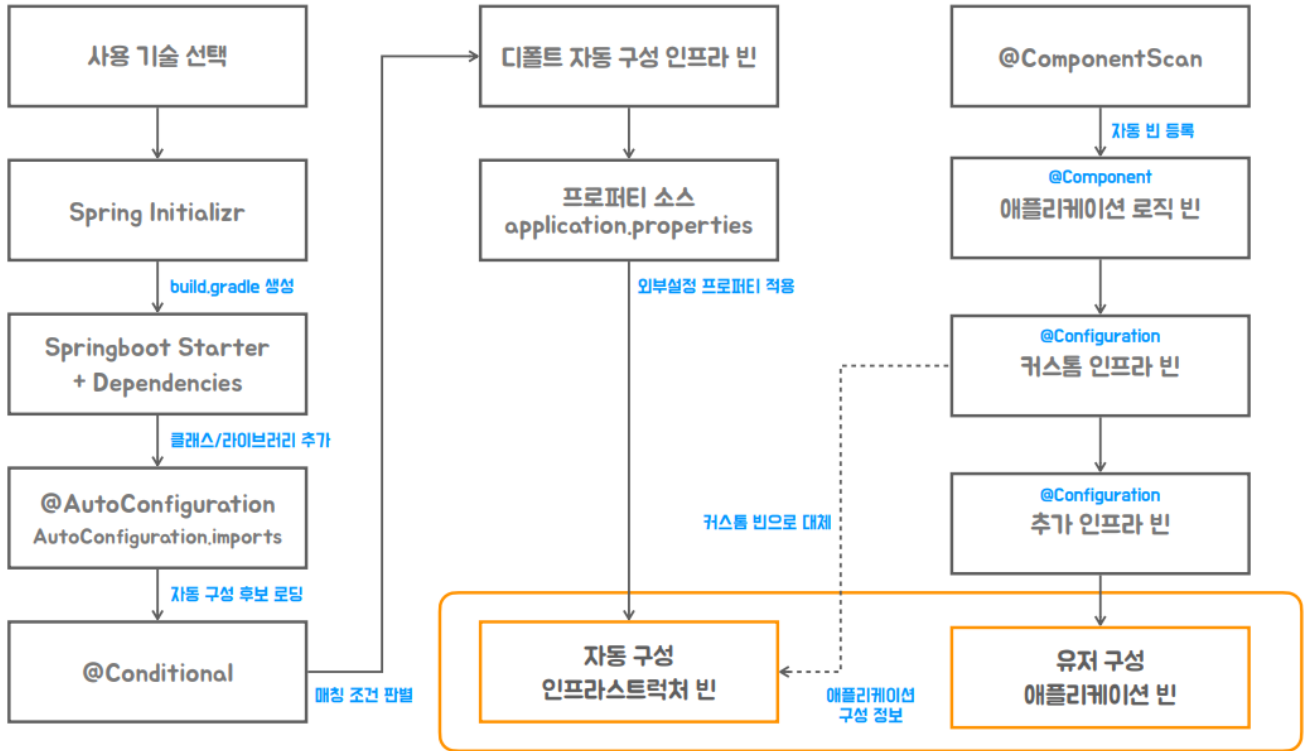 사용 기술 선택
Spring Initializr
build.gradle 생성
Springboot Starter
+ Dependencies
클래스/라이브러리 추가
@AutoConfiguration
AutoConfiguration.imports
자동 구성 후보 로딩
@Conditional
매칭 조건 판별
디폴트 자동 구성 인프라 빈
프로퍼티 소스
application.properties
외부설정 프로퍼티 적용
커스톰 빈으로 대체
자동 구성
인프라스트럭처 빈
@ComponentScan
자동 빈 등록
@Component
애플리케이션 로직 빈
@Configuration
커스톰 인프라 빈
@Configuration
추가 인프라 빈
애플리케이션
구성 정보
유저 구성
애플리케이션 빈